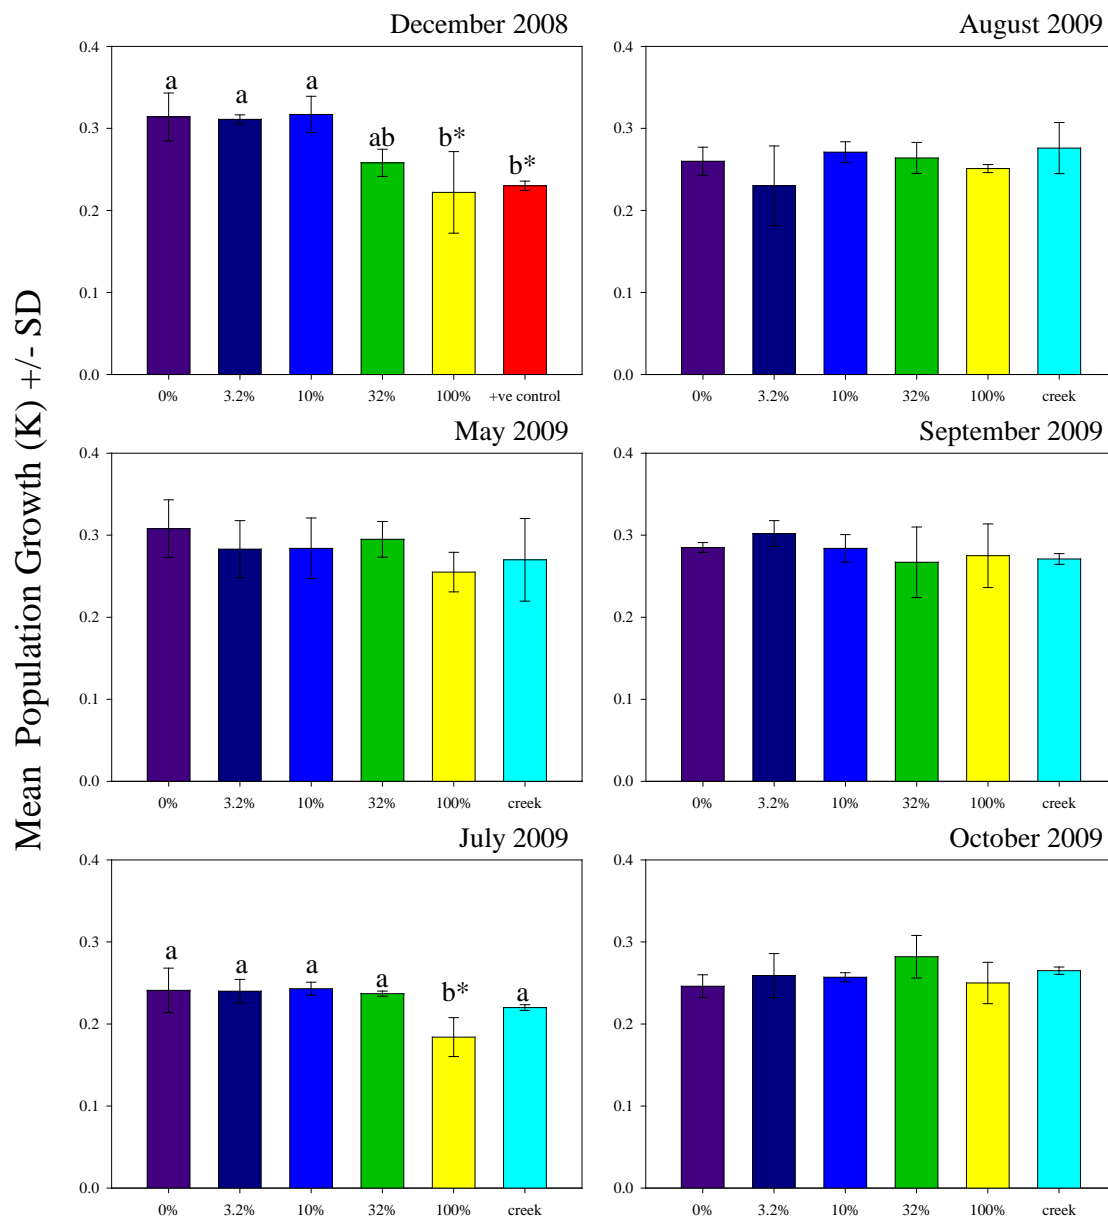 Mean Population Growth (K) +/- SD
December 2008
0.4
0.3
0.2
0.1
0.0
a a a ab b* b*
0% 3.2% 10% 32% 100% +ve control
August 2009
0.4
0.3
0.2
0.1
0.0
0% 3.2% 10% 32% 100% creek
May 2009
0.4
0.3
0.2
0.1
0.0
0% 3.2% 10% 32% 100% creek
September 2009
0.4
0.3
0.2
0.1
0.0
0% 3.2% 10% 32% 100% creek
July 2009
0.4
0.3
0.2
0.1
0.0
a a a a b* a
0% 3.2% 10% 32% 100% creek
October 2009
0.4
0.3
0.2
0.1
0.0
0% 3.2% 10% 32% 100% creek